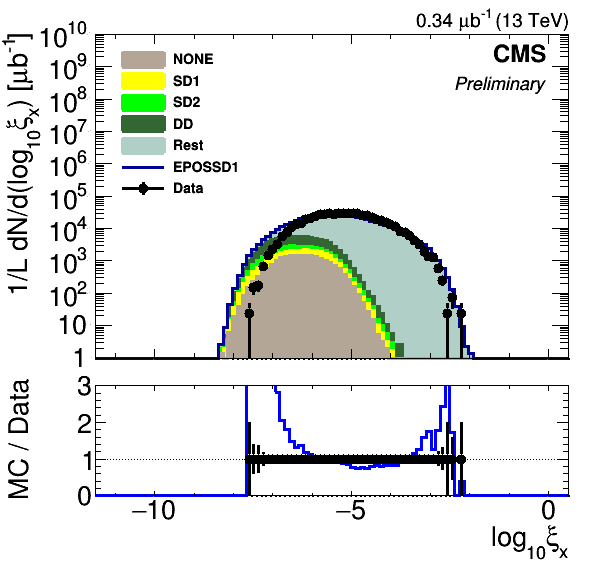 0.34 μb⁻¹ (13 TeV)
1/L dN/d(log₁₀ξₓ) [μb⁻¹]
10¹⁰
10⁹
10⁸
10⁷
10⁶
10⁵
10⁴
10³
10²
10
1
CMS
Preliminary
NONE
SD1
SD2
DD
Rest
EPOSSD1
Data
MC / Data
3
2
1
0
−10
−5
0
log₁₀ξₓ